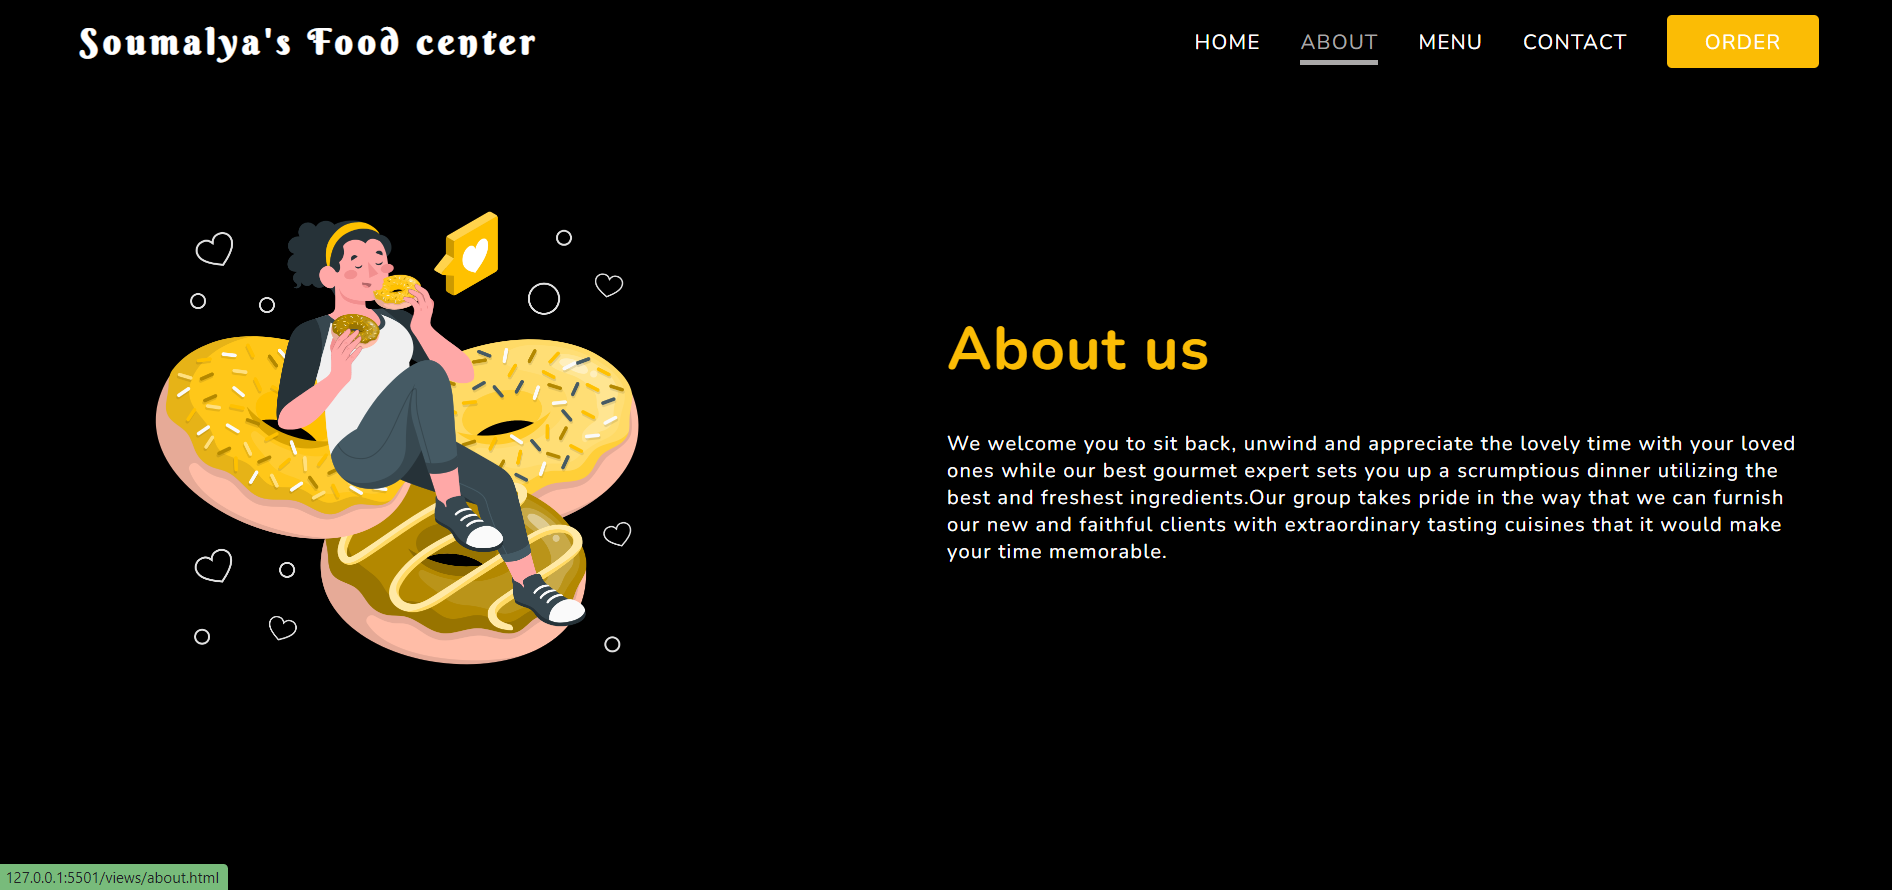 Soumalya's Food center
HOME ABOUT MENU CONTACT ORDER
About us
We welcome you to sit back, unwind and appreciate the lovely time with your loved
ones while our best gourmet expert sets you up a scrumptious dinner utilizing the
best and freshest ingredients.Our group takes pride in the way that we can furnish
our new and faithful clients with extraordinary tasting cuisines that it would make
your time memorable.
127.0.0.1:5501/views/about.html